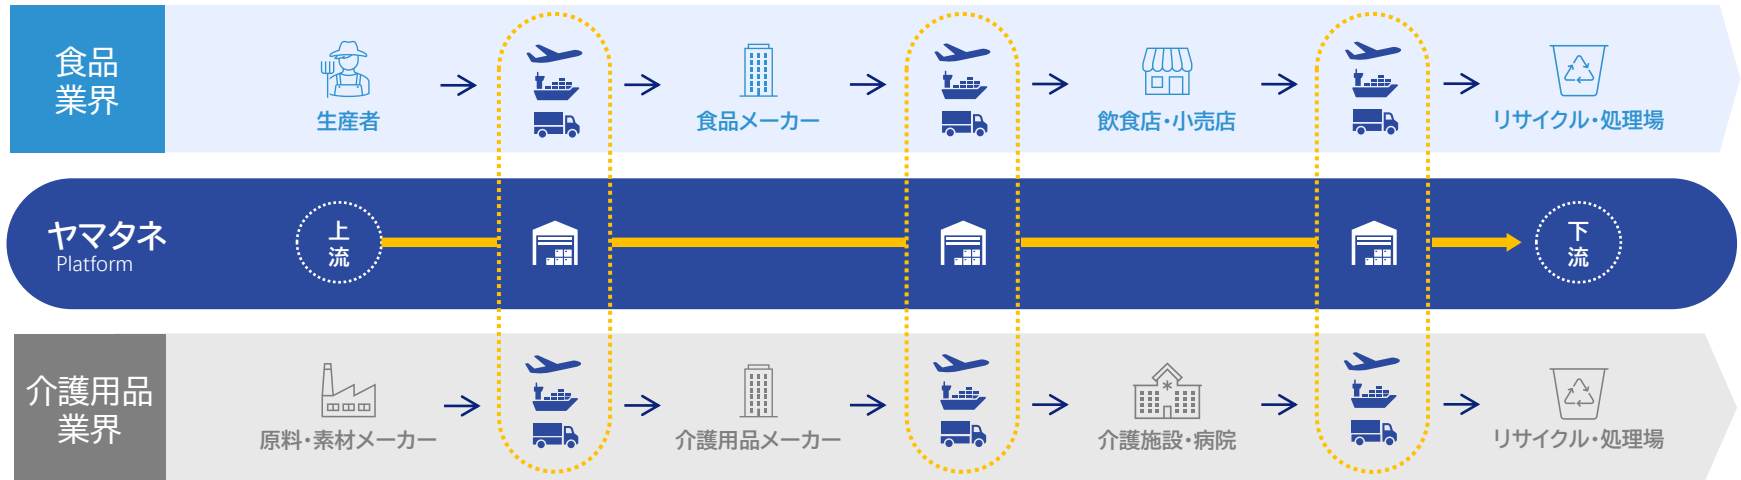 食品
業界
生産者
食品メーカー
飲食店・小売店
リサイクル・処理場
ヤマタネ
Platform
上
流
下
流
介護用品
業界
原料・素材メーカー
介護用品メーカー
介護施設・病院
リサイクル・処理場